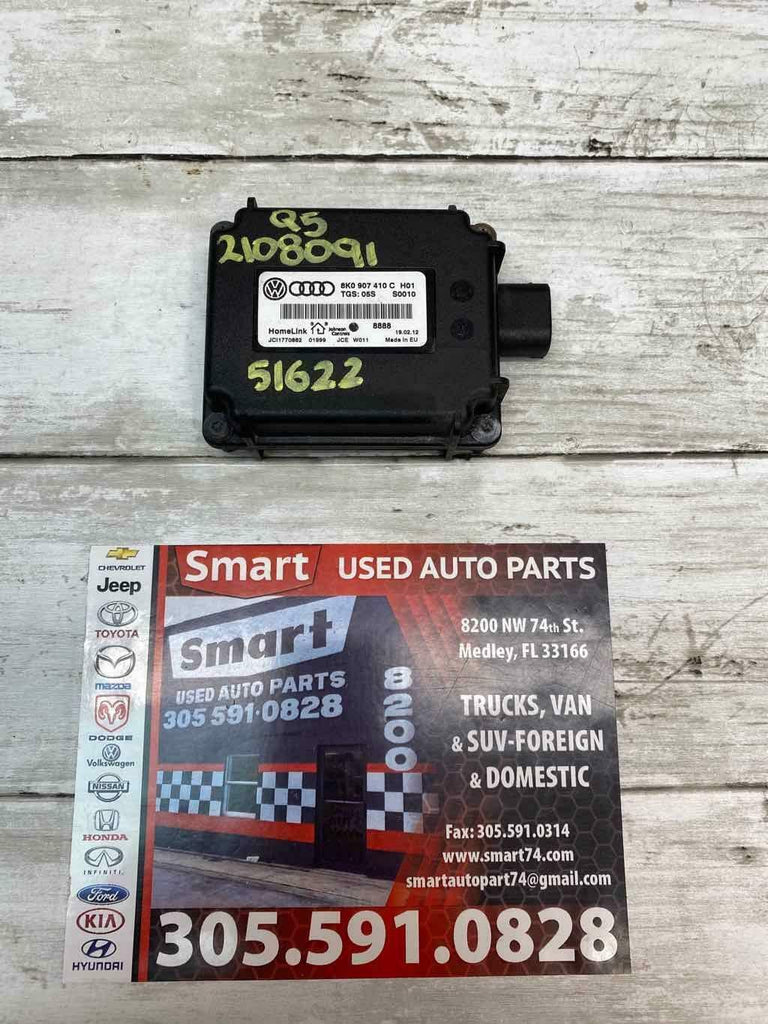 Q5
2108091
8K0 907 410 C H01
TGS: 05S S0010
HomeLink Johnson Controls 8888 19.02.12
JCI1770882 01999 JCE W011 Made in EU
51622
Smart USED AUTO PARTS
CHEVROLET
Jeep
TOYOTA
mazda
DODGE
Volkswagen
NISSAN
HONDA
INFINITI.
Ford
KIA
HYUNDAI
Smart
USED AUTO PARTS
305 591·0828
8200
8200 NW 74th St.
Medley, FL 33166
TRUCKS, VAN
& SUV-FOREIGN
& DOMESTIC
Fax: 305.591.0314
www.smart74.com
smartautopart74@gmail.com
305.591.0828